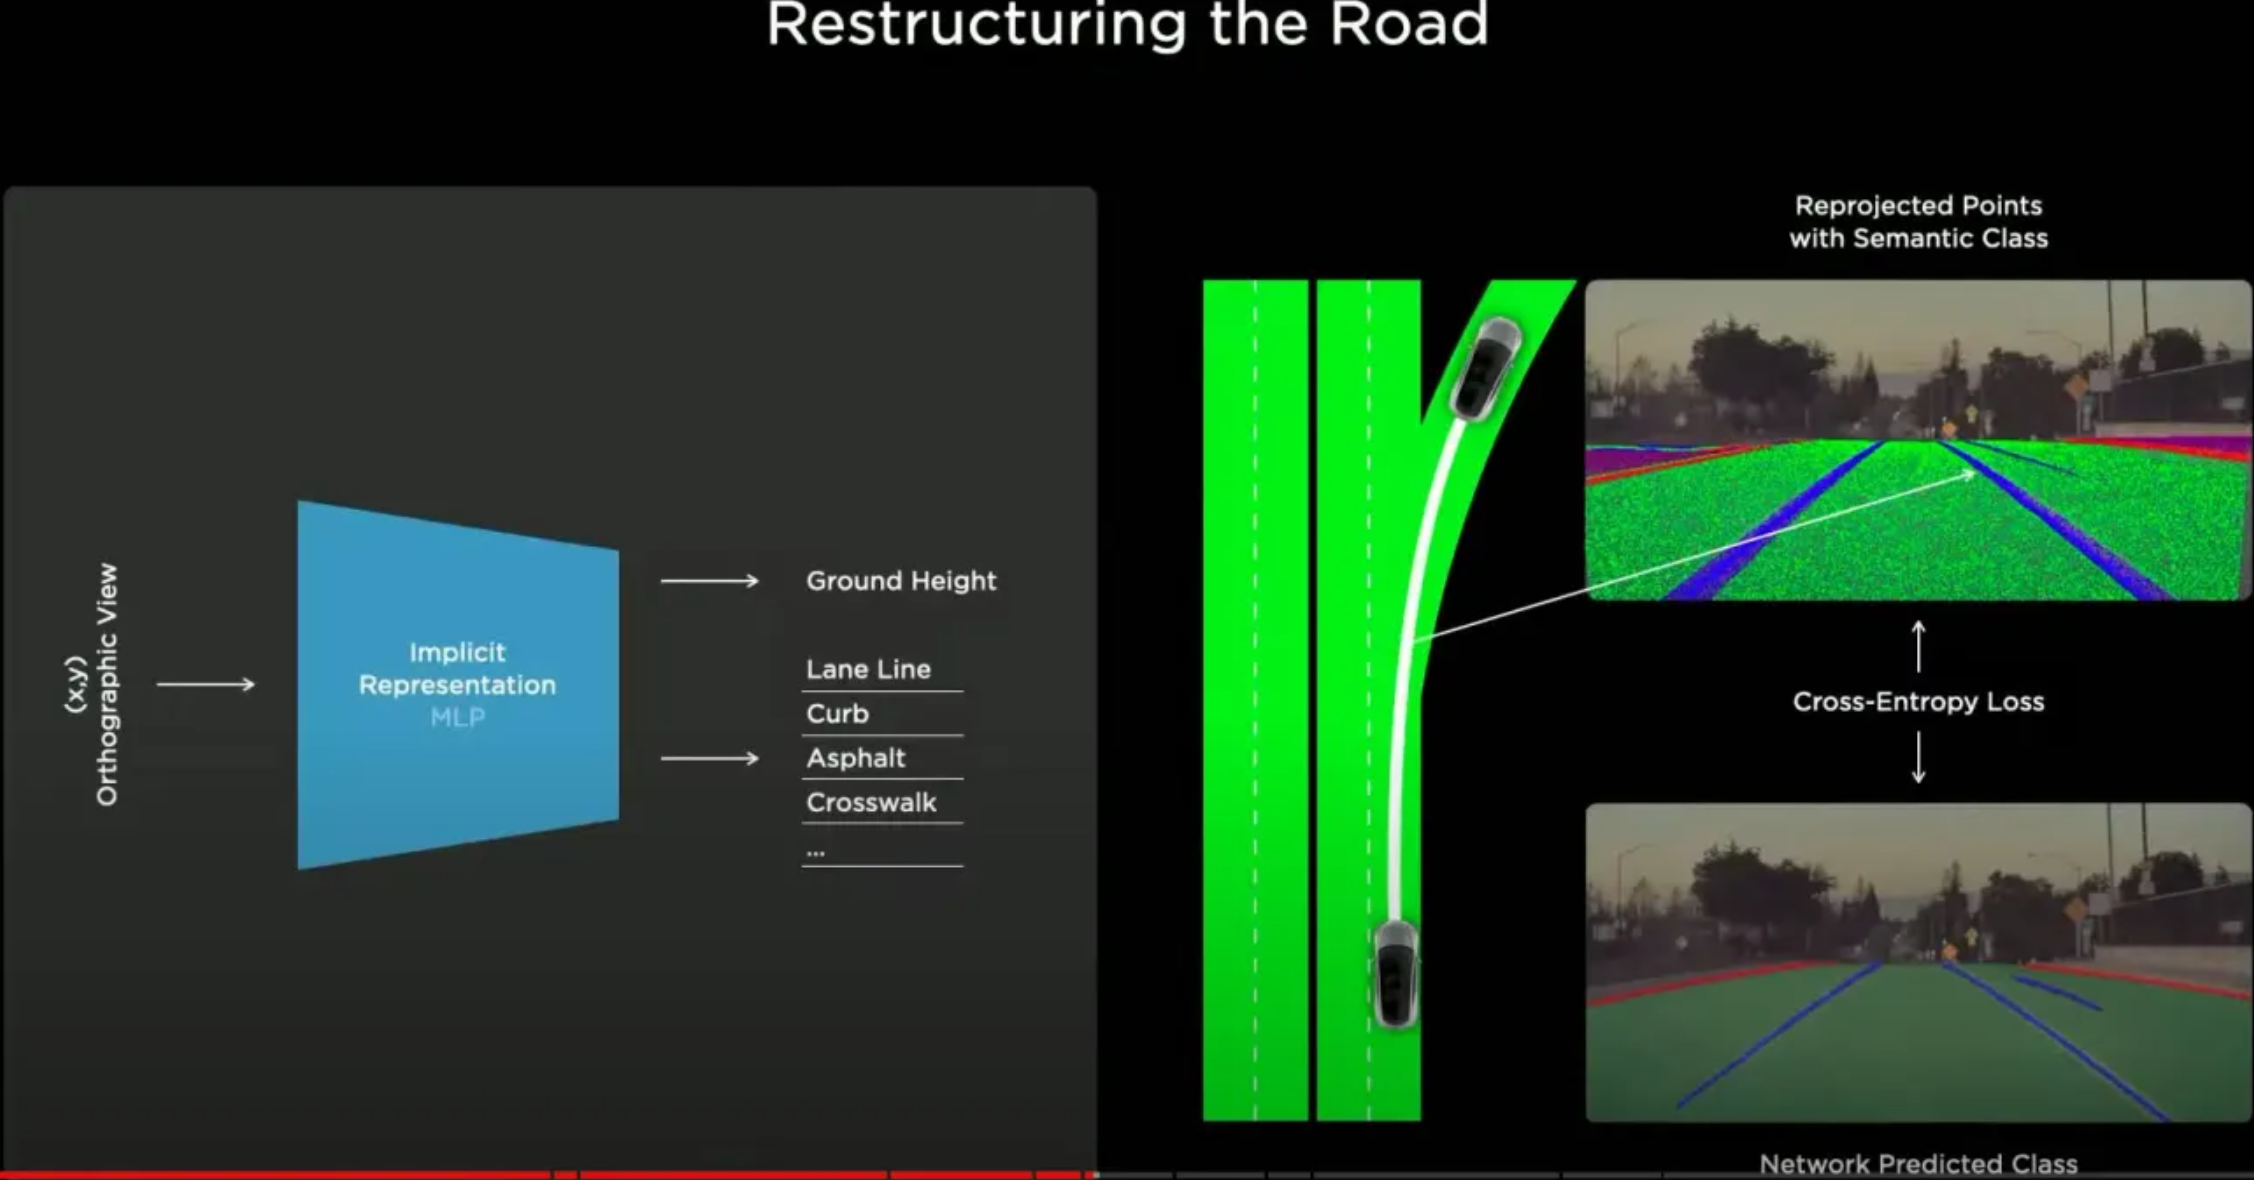 Restructuring the Road
(x,y)
Orthographic View
Implicit
Representation
MLP
Ground Height
Lane Line
Curb
Asphalt
Crosswalk
...
Reprojected Points
with Semantic Class
Cross-Entropy Loss
Network Predicted Class